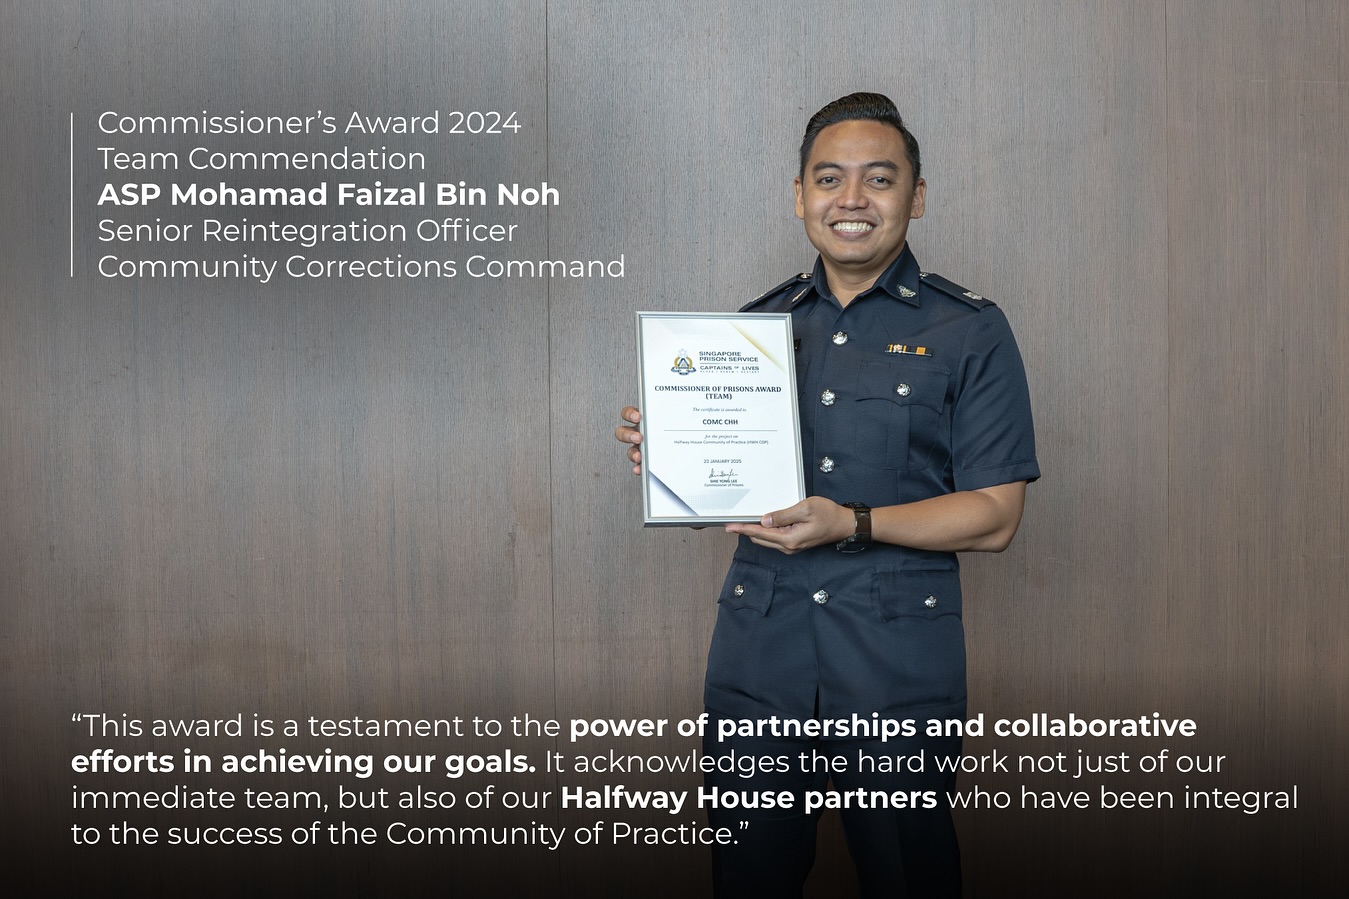 Commissioner’s Award 2024
Team Commendation
ASP Mohamad Faizal Bin Noh
Senior Reintegration Officer
Community Corrections Command
SINGAPORE
PRISON SERVICE
CAPTAINS OF LIVES
COMMISSIONER OF PRISONS AWARD
(TEAM)
The certificate is awarded to
COMC CHH
for the project on
Halfway House Community of Practice (HWH COP)
23 JANUARY 2025
SHIE YONG LEE
Commissioner of Prisons
“This award is a testament to the power of partnerships and collaborative
efforts in achieving our goals. It acknowledges the hard work not just of our
immediate team, but also of our Halfway House partners who have been integral
to the success of the Community of Practice.”